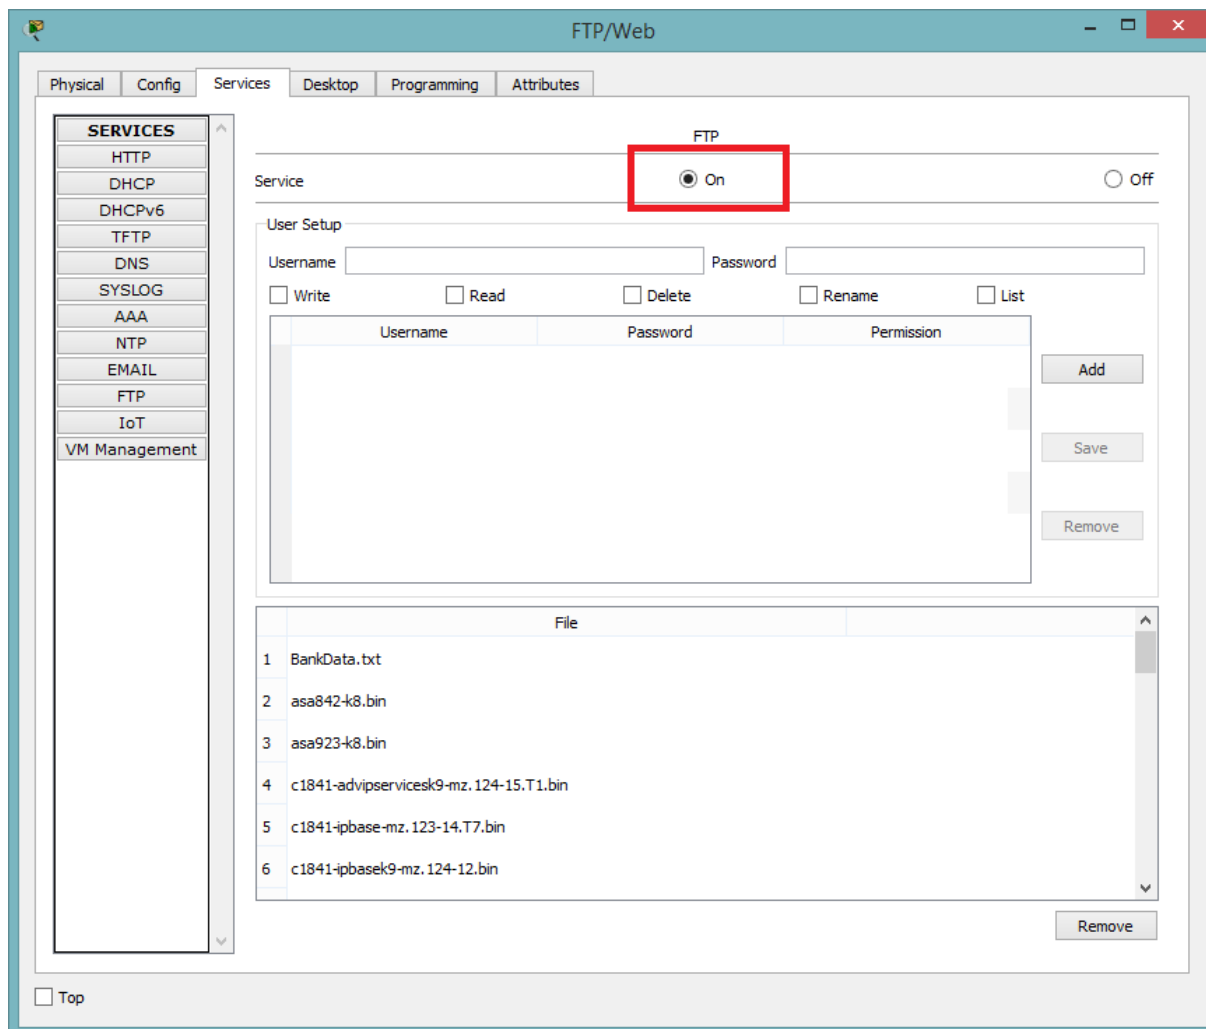 FTP/Web
Physical Config Services Desktop Programming Attributes
SERVICES
HTTP
DHCP
DHCPv6
TFTP
DNS
SYSLOG
AAA
NTP
EMAIL
FTP
IoT
VM Management
FTP
Service On Off
User Setup
Username Password
Write Read Delete Rename List
Username Password Permission
Add
Save
Remove
File
1 BankData.txt
2 asa842-k8.bin
3 asa923-k8.bin
4 c1841-advipservicesk9-mz.124-15.T1.bin
5 c1841-ipbase-mz.123-14.T7.bin
6 c1841-ipbasek9-mz.124-12.bin
Remove
Top